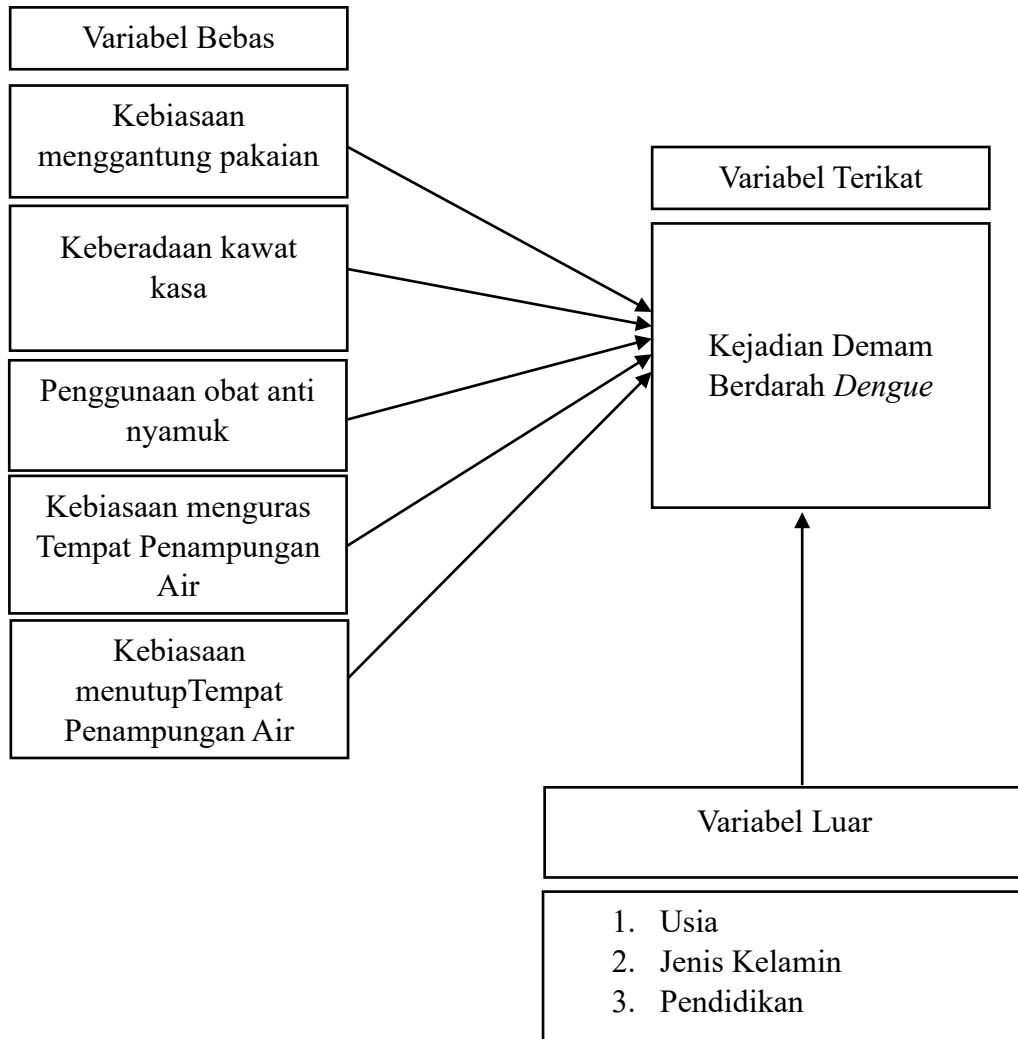 Variabel Bebas
Kebiasaan
menggantung pakaian
Keberadaan kawat
kasa
Penggunaan obat anti
nyamuk
Kebiasaan menguras
Tempat Penampungan
Air
Kebiasaan
menutupTempat
Penampungan Air
Variabel Terikat
Kejadian Demam
Berdarah Dengue
Variabel Luar
1. Usia
2. Jenis Kelamin
3. Pendidikan